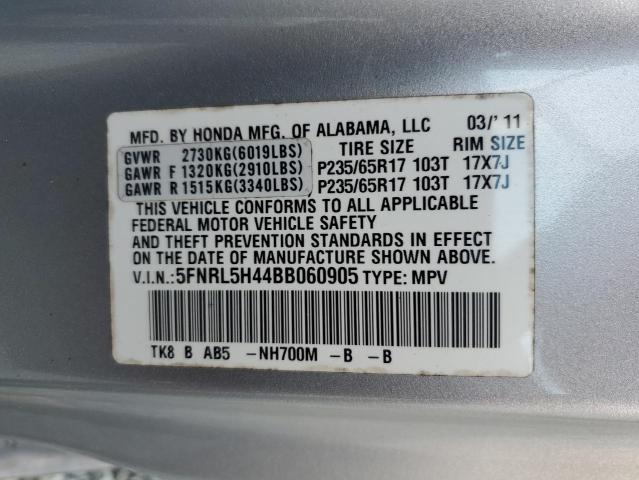 MFD. BY HONDA MFG. OF ALABAMA, LLC 03/'11
TIRE SIZE RIM SIZE
GVWR 2730KG(6019LBS)
GAWR F 1320KG(2910LBS) P235/65R17 103T 17X7J
GAWR R 1515KG(3340LBS) P235/65R17 103T 17X7J
THIS VEHICLE CONFORMS TO ALL APPLICABLE
FEDERAL MOTOR VEHICLE SAFETY
AND THEFT PREVENTION STANDARDS IN EFFECT
ON THE DATE OF MANUFACTURE SHOWN ABOVE.
V.I.N.:5FNRL5H44BB060905 TYPE: MPV
TK8 B AB5 -NH700M -B -B